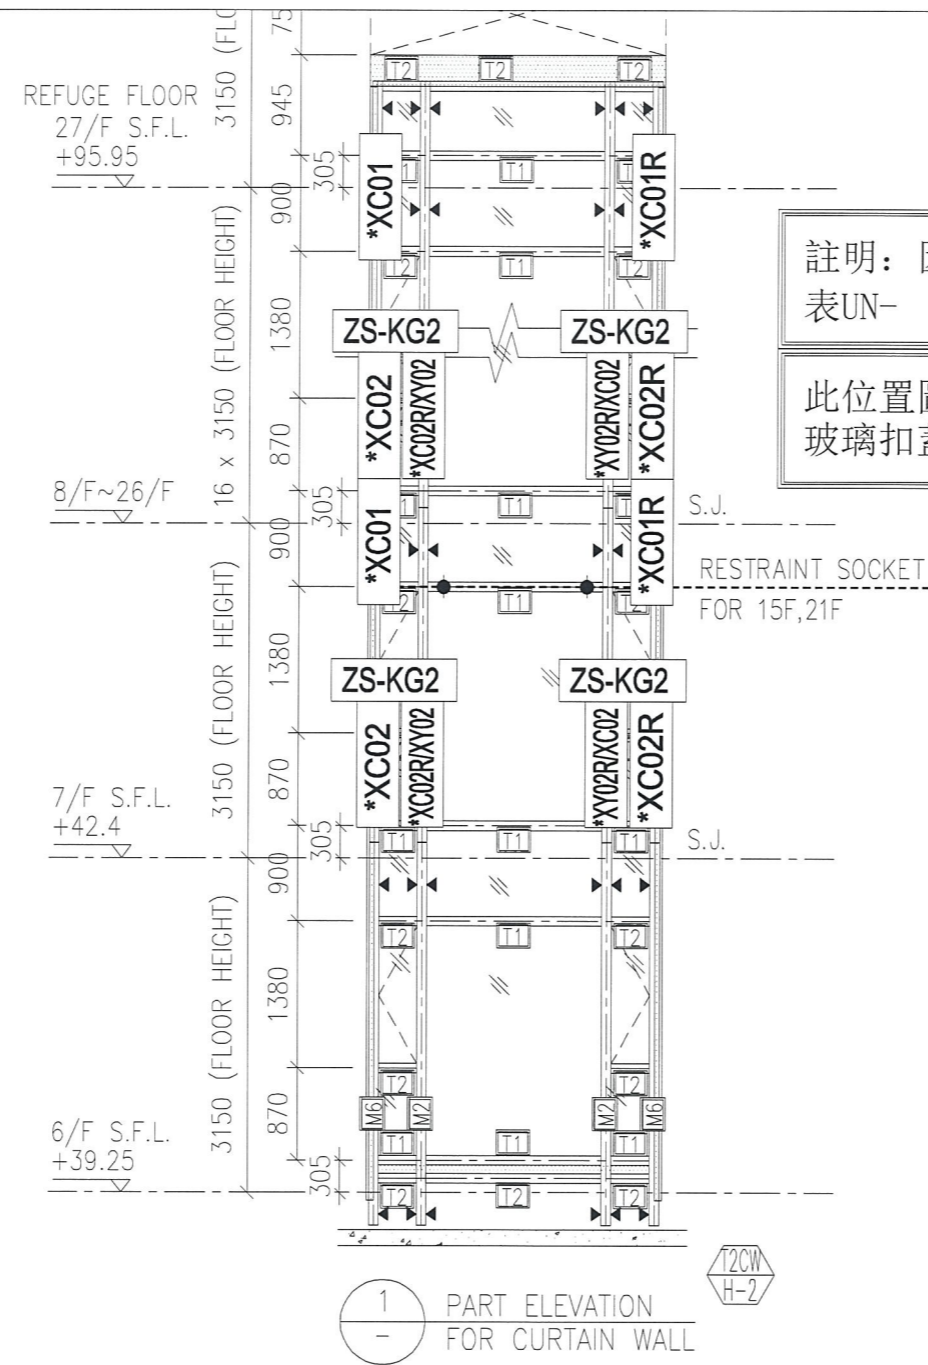 3150 (FLO
75
T2
T2
T2
REFUGE FLOOR
27/F S.F.L.
+95.95
945
305
T1
*XC01
*XC01R
900
T2
T1
T2
16 x 3150 (FLOOR HEIGHT)
1380
ZS-KG2
ZS-KG2
*XC02
*XC02R/XY02
*XY02R/XC02
*XC02R
870
註明:
表UN-
此位置
玻璃扣
8/F~26/F
305
T1
S.J.
*XC01
*XC01R
900
RESTRAINT SOCKET
FOR 15F,21F
T1
3150 (FLOOR HEIGHT)
1380
ZS-KG2
ZS-KG2
*XC02
*XC02R/XY02
*XY02R/XC02
*XC02R
870
7/F S.F.L.
+42.4
305
T1
T1
T1
S.J.
900
T2
T1
T2
3150 (FLOOR HEIGHT)
1380
T2
T2
870
M6
M2
M2
M6
T1
T1
T1
6/F S.F.L.
+39.25
305
T2
T2
T2
1
-
PART ELEVATION
FOR CURTAIN WALL
T2CW
H-2